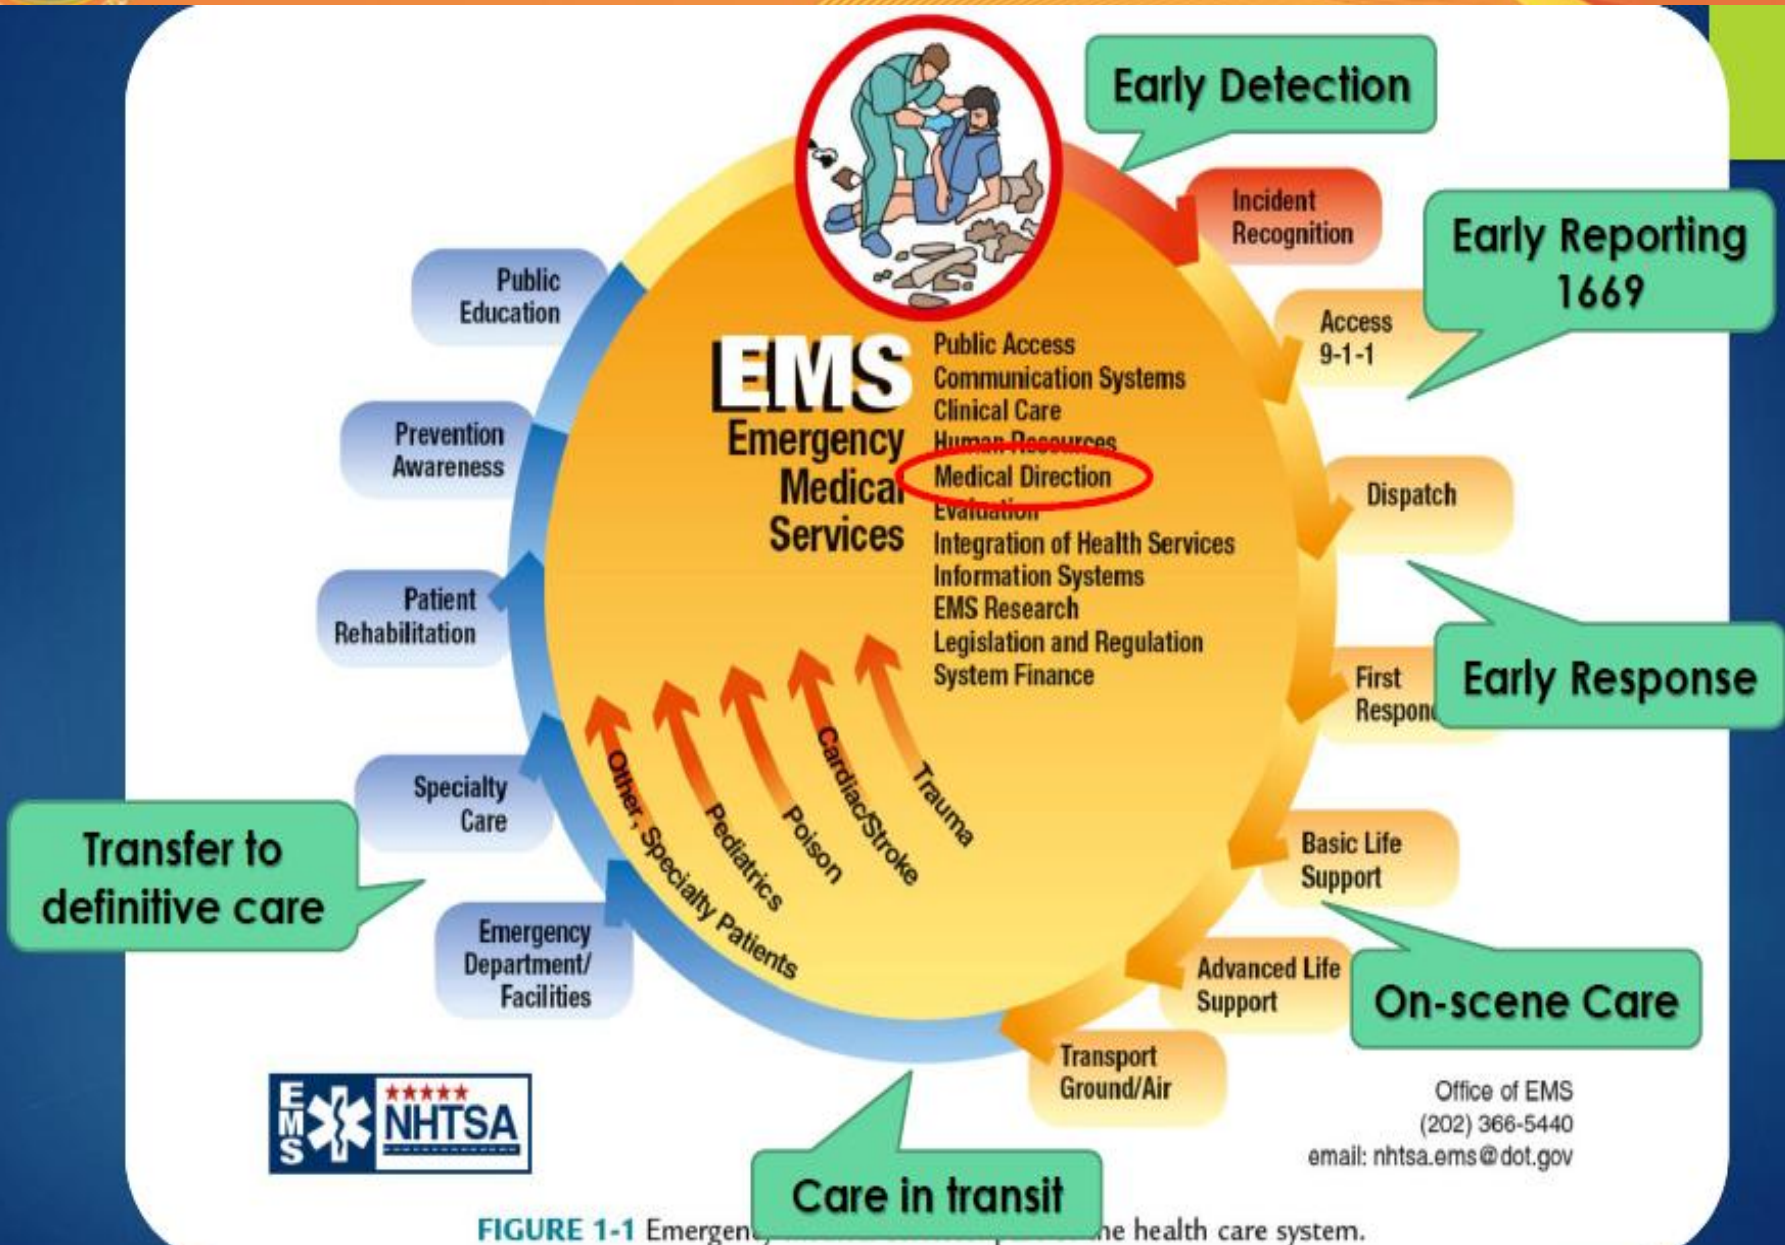 Early Detection
Incident
Recognition
Early Reporting
1669
Access
9-1-1
Dispatch
Early Response
First
Respon
Basic Life
Support
Advanced Life
Support
On-scene Care
Transport
Ground/Air
Care in transit
Emergency
Department/
Facilities
Transfer to
definitive care
Specialty
Care
Patient
Rehabilitation
Prevention
Awareness
Public
Education
EMS
Emergency
Medical
Services
Public Access
Communication Systems
Clinical Care
Human Resources
Medical Direction
Evaluation
Integration of Health Services
Information Systems
EMS Research
Legislation and Regulation
System Finance
Other, Specialty Patients
Pediatrics
Poison
Cardiac/Stroke
Trauma
EMS
NHTSA
Office of EMS
(202) 366-5440
email: nhtsa.ems@dot.gov
FIGURE 1-1 Emergen he health care system.